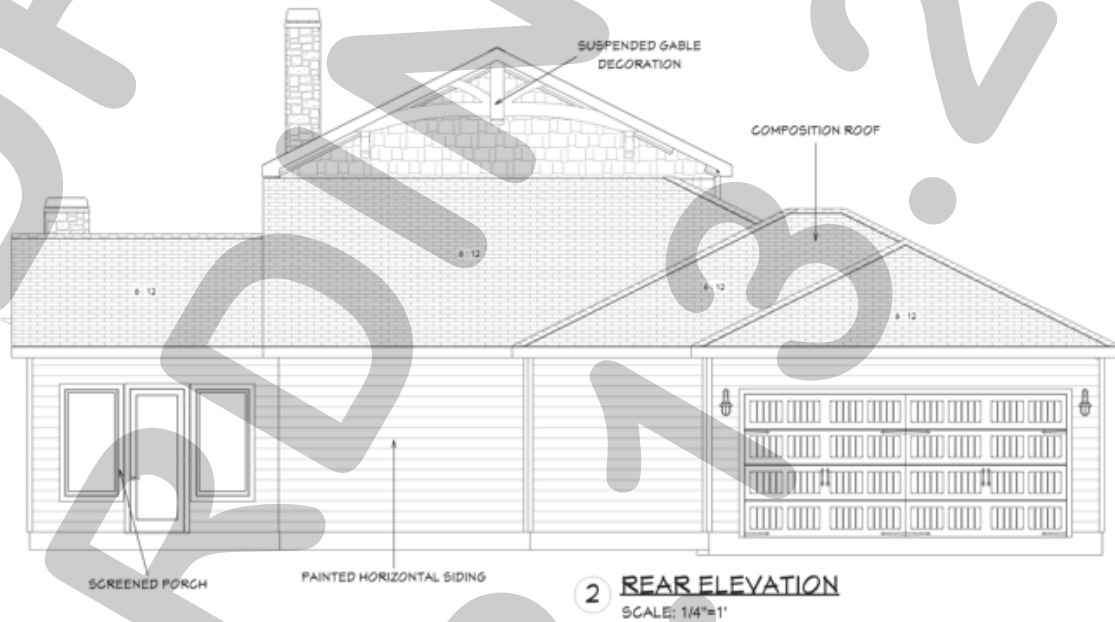 SUSPENDED GABLE
DECORATION
COMPOSITION ROOF
6 : 12
6 : 12
6 : 12
6 : 12
SCREENED PORCH
PAINTED HORIZONTAL SIDING
2 REAR ELEVATION
SCALE: 1/4"=1'